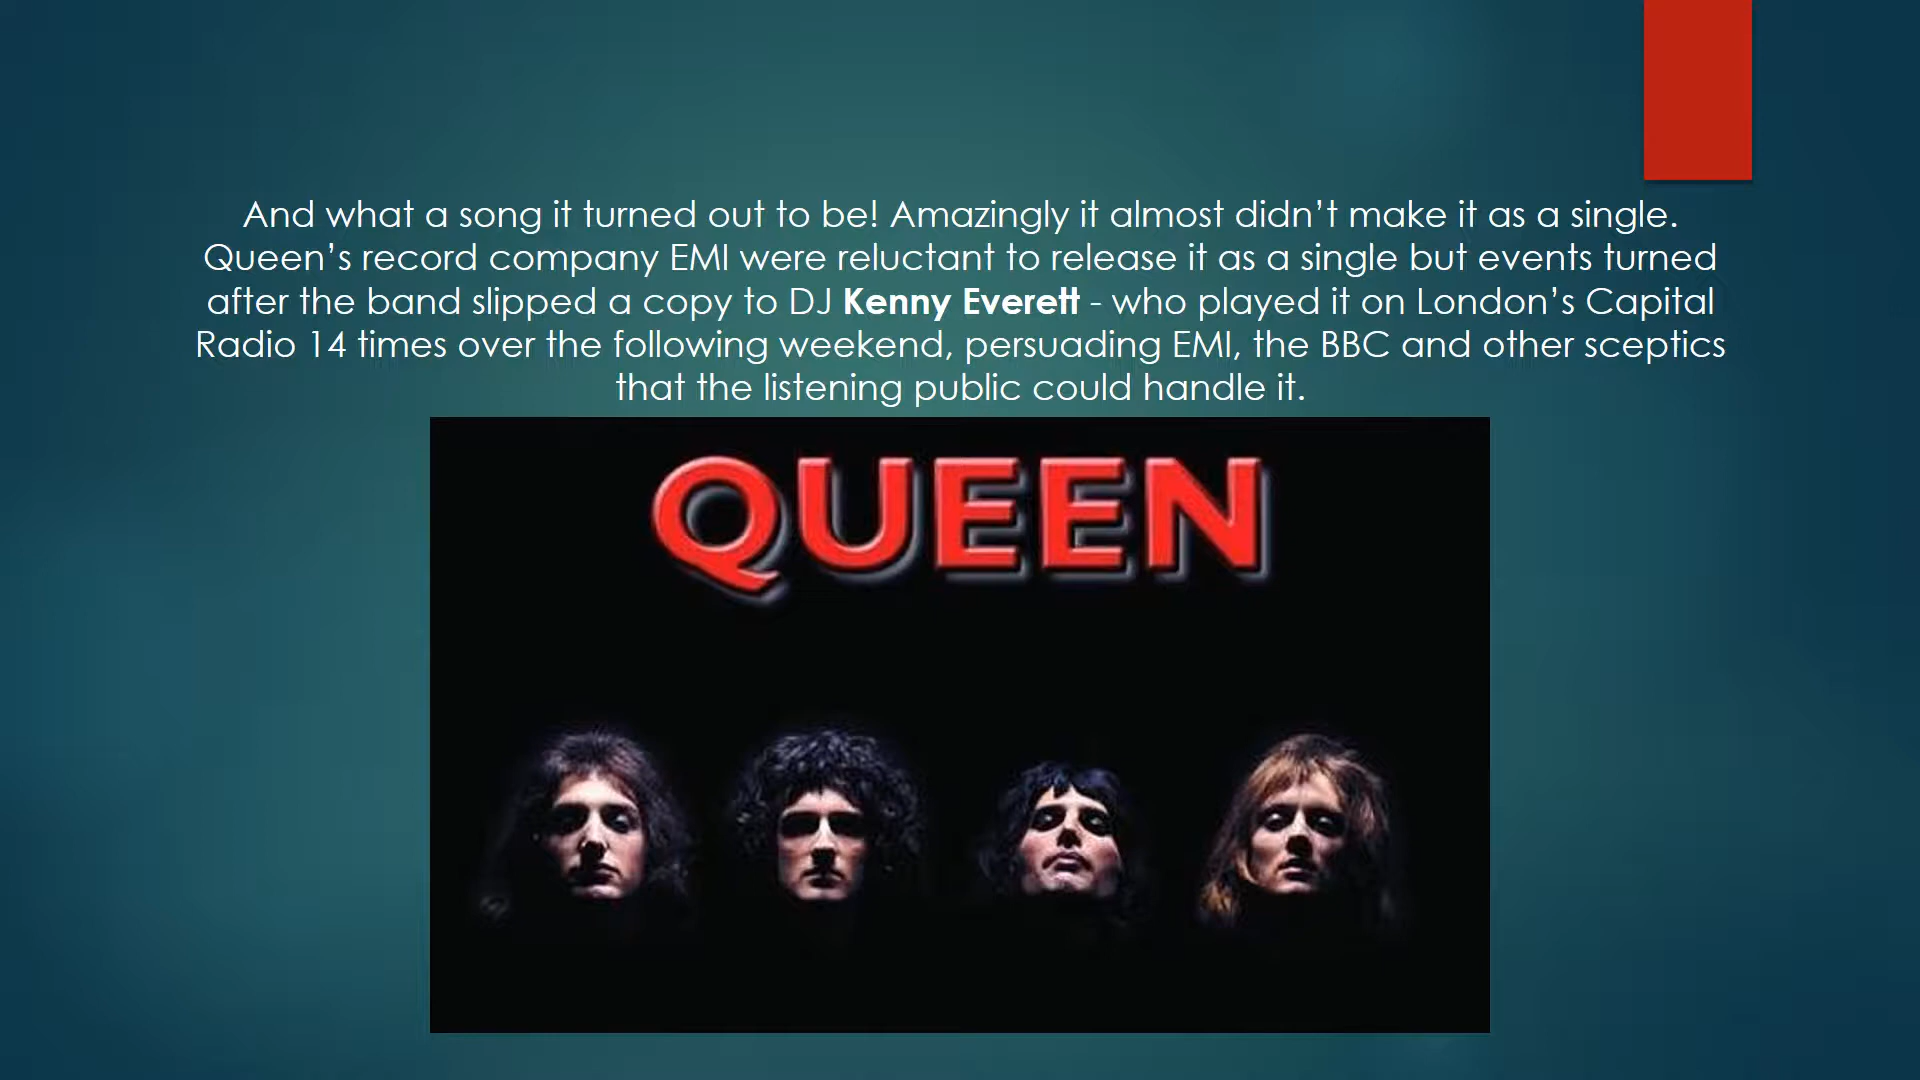 And what a song it turned out to be! Amazingly it almost didn’t make it as a single.
Queen’s record company EMI were reluctant to release it as a single but events turned
after the band slipped a copy to DJ Kenny Everett - who played it on London’s Capital
Radio 14 times over the following weekend, persuading EMI, the BBC and other sceptics
that the listening public could handle it.
QUEEN